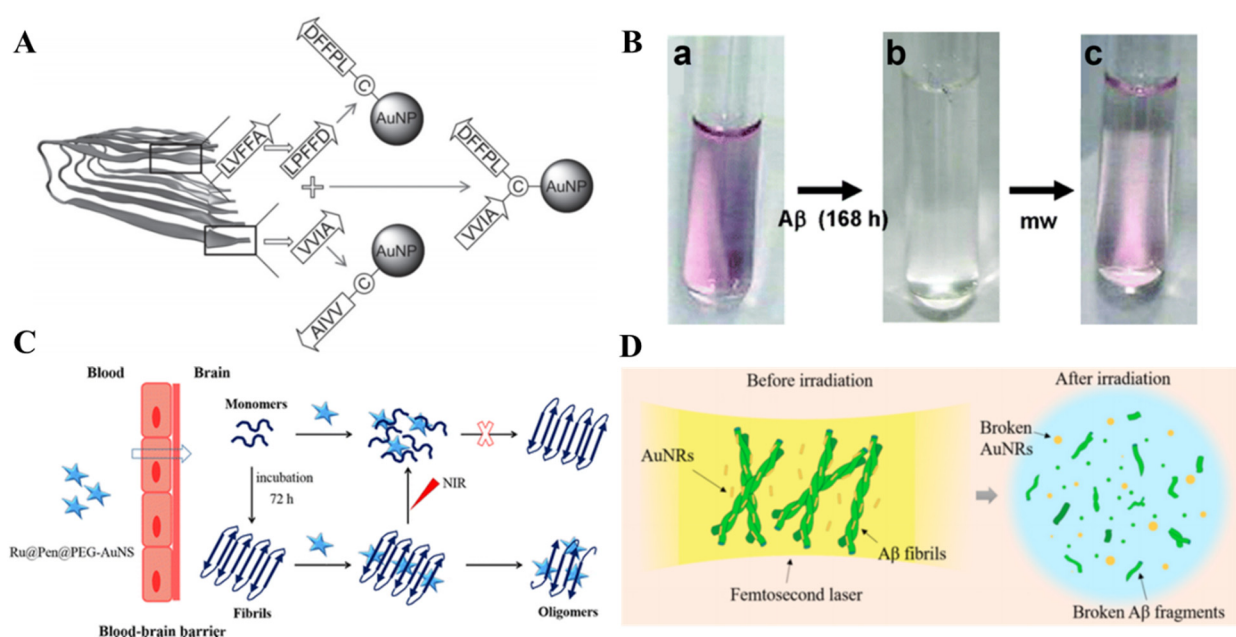 A
DFFPL
C
AuNP
LVFFA
LPFFD
DFFPL
C
AuNP
VVIA
VVIA
AuNP
C
AIVV
B
a
b
c
Aβ (168 h)
mw
C
Blood
Brain
Monomers
incubation
72 h
NIR
Ru@Pen@PEG-AuNS
Fibrils
Oligomers
Blood-brain barrier
D
Before irradiation
After irradiation
AuNRs
Broken
AuNRs
Aβ fibrils
Femtosecond laser
Broken Aβ fragments